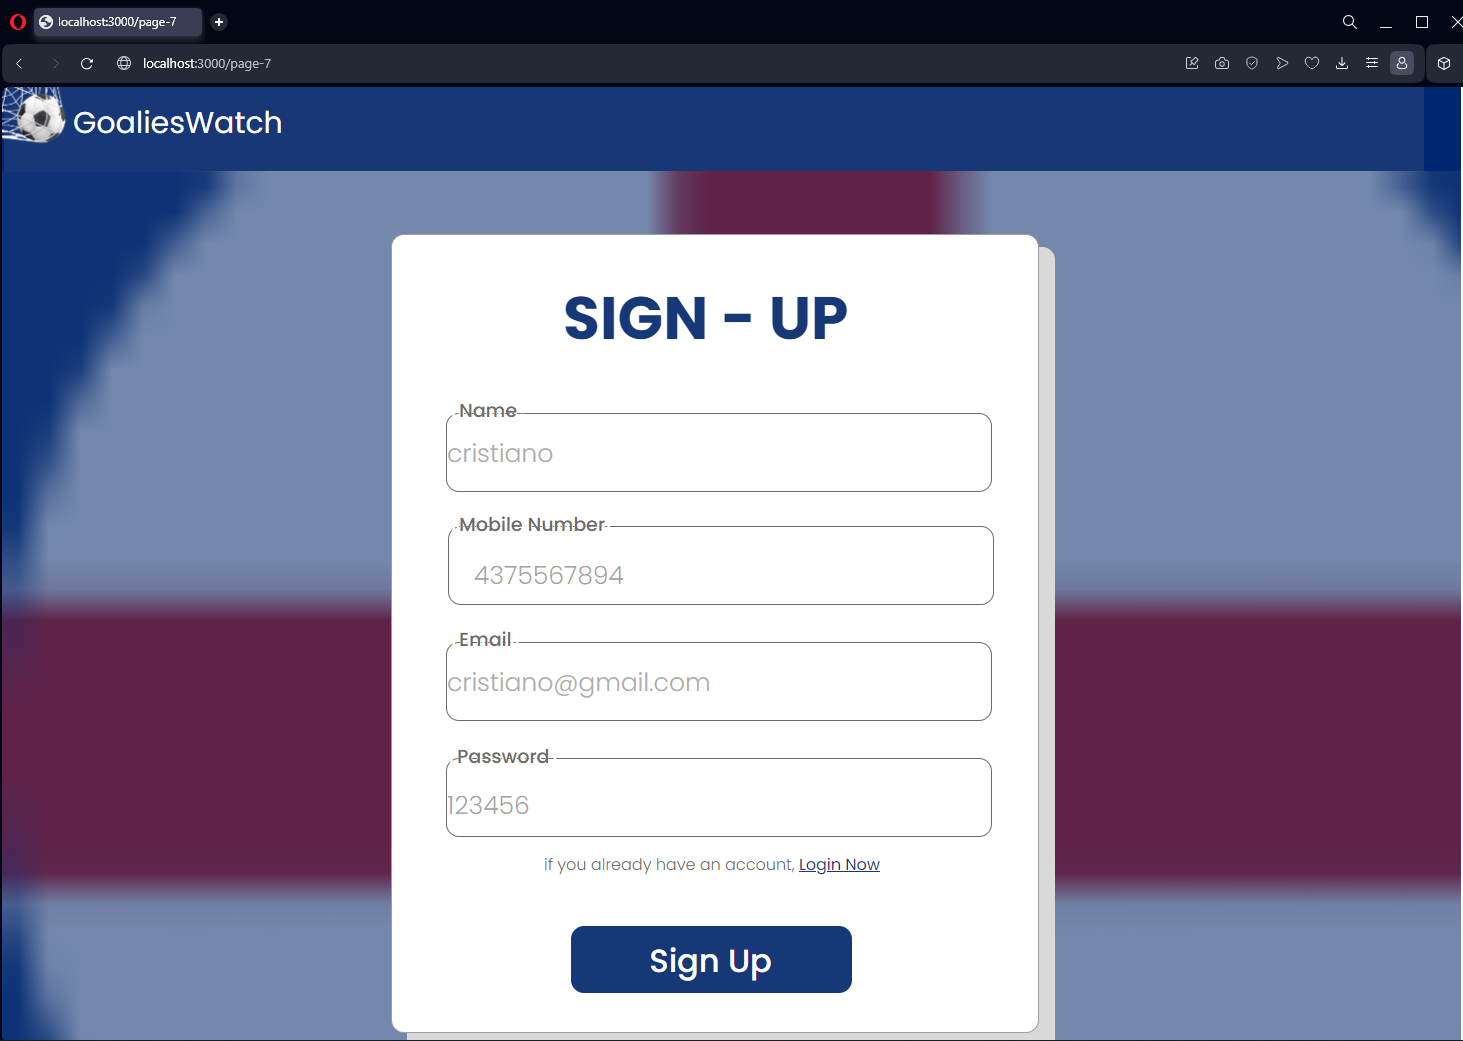 localhost:3000/page-7
localhost:3000/page-7
GoaliesWatch
SIGN - UP
Name
cristiano
Mobile Number
4375567894
Email
cristiano@gmail.com
Password
123456
if you already have an account, Login Now
Sign Up